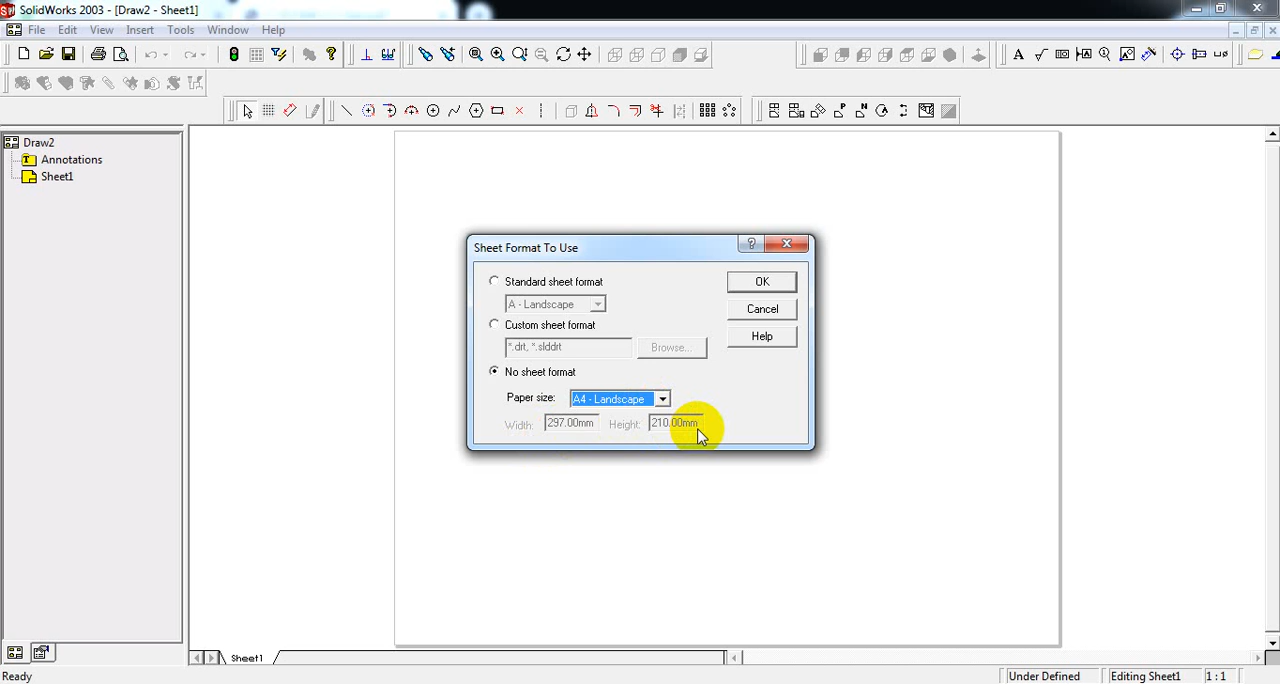 SolidWorks 2003 - [Draw2 - Sheet1]
File Edit View Insert Tools Window Help
Draw2
Annotations
Sheet1
Sheet Format To Use
Standard sheet format
A - Landscape
Custom sheet format
*.drt, *.slddrt
Browse...
No sheet format
Paper size: A4 - Landscape
Width: 297.00mm Height: 210.00mm
OK
Cancel
Help
Sheet1
Ready
Under Defined Editing Sheet1 1 : 1